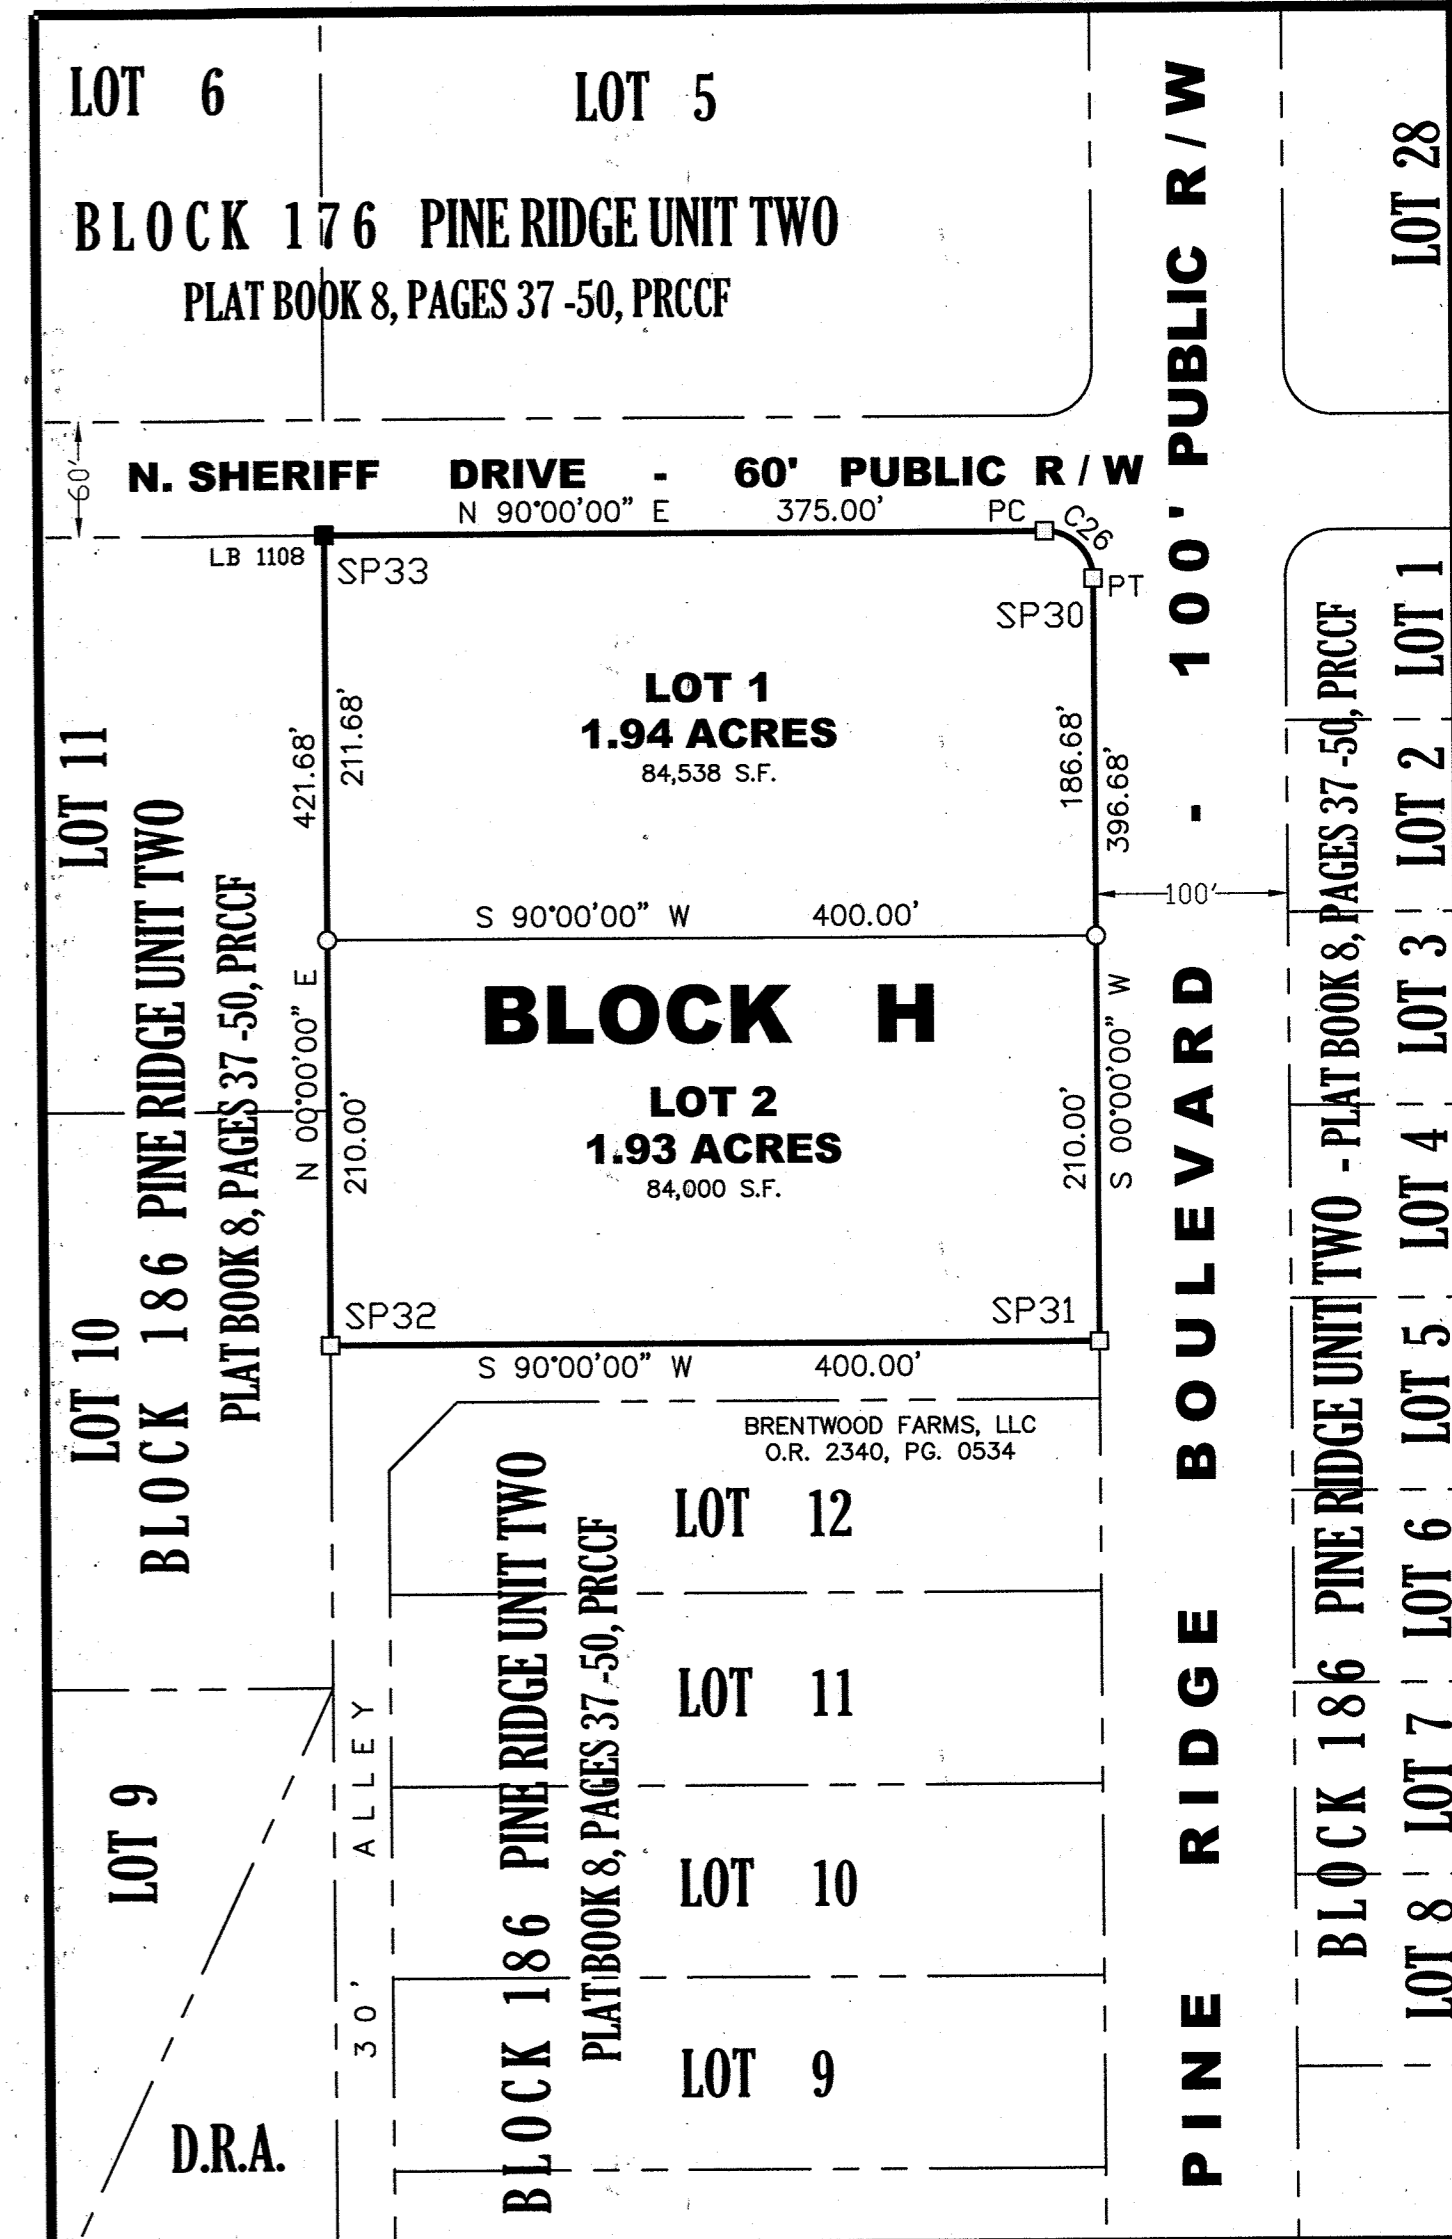 LOT 6
LOT 5
BLOCK 176 PINE RIDGE UNIT TWO
PLAT BOOK 8, PAGES 37 -50, PRCCF
LOT 28
60'
N. SHERIFF DRIVE - 60' PUBLIC R / W
N 90°00'00" E 375.00'
PC
C26
PT
LB 1108
SP33
SP30
LOT 1
1.94 ACRES
84,538 S.F.
421.68'
211.68'
186.68'
396.68'
100'
S 90°00'00" W 400.00'
BLOCK H
LOT 2
1.93 ACRES
84,000 S.F.
N 00°00'00" E
210.00'
210.00'
S 00°00'00" W
SP32
SP31
S 90°00'00" W 400.00'
BRENTWOOD FARMS, LLC
O.R. 2340, PG. 0534
LOT 11
LOT 10
BLOCK 186 PINE RIDGE UNIT TWO
PLAT BOOK 8, PAGES 37 -50, PRCCF
LOT 9
D.R.A.
30' ALLEY
BLOCK 186 PINE RIDGE UNIT TWO
PLAT BOOK 8, PAGES 37 -50, PRCCF
LOT 12
LOT 11
LOT 10
LOT 9
PINE RIDGE BOULEVARD - 100' PUBLIC R / W
BLOCK 186 PINE RIDGE UNIT TWO - PLAT BOOK 8, PAGES 37 -50, PRCCF
LOT 1
LOT 2
LOT 3
LOT 4
LOT 5
LOT 6
LOT 7
LOT 8